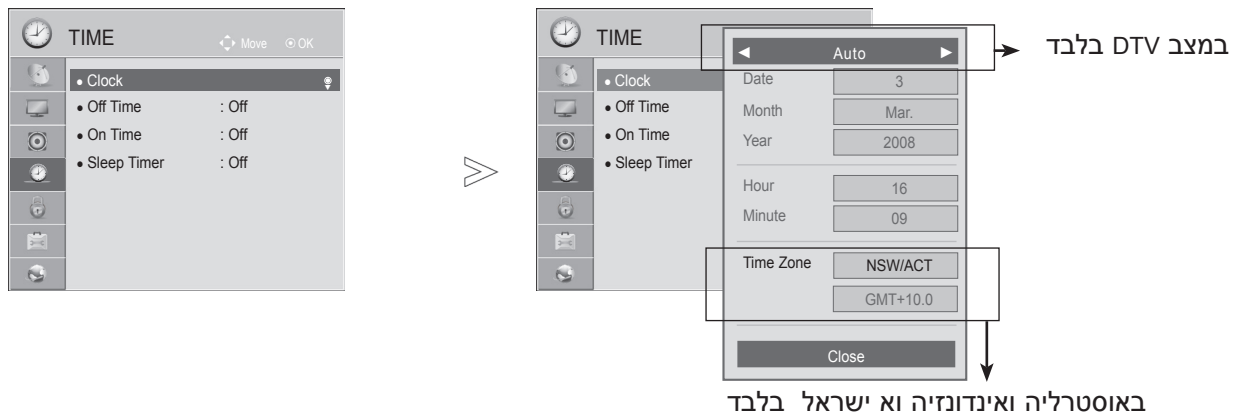 TIME
Move OK
• Clock
• Off Time : Off
• On Time : Off
• Sleep Timer : Off
TIME
• Clock
• Off Time
• On Time
• Sleep Timer
◄ Auto ►
Date 3
Month Mar.
Year 2008
Hour 16
Minute 09
Time Zone NSW/ACT
GMT+10.0
Close
במצב DTV בלבד
באוסטרליה ואינדונזיה וא ישראל בלבד